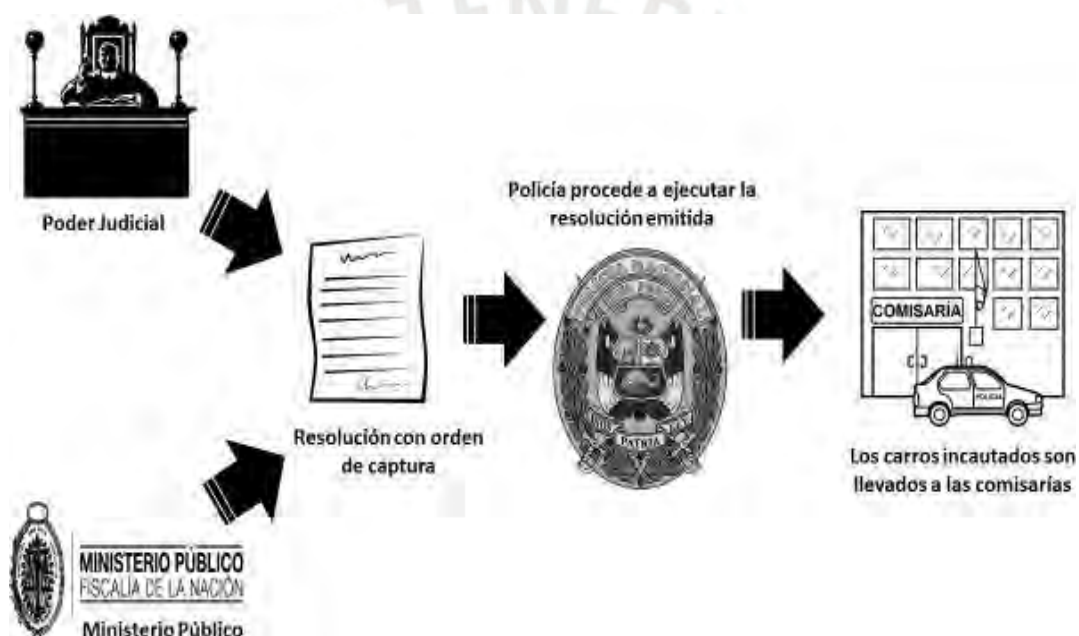 Poder Judicial
Policía procede a ejecutar la
resolución emitida
COMISARÍA
POLICIA
PATRIA
Resolución con orden
de captura
Los carros incautados son
llevados a las comisarías
MINISTERIO PÚBLICO
FISCALÍA DE LA NACIÓN
Ministerio Público